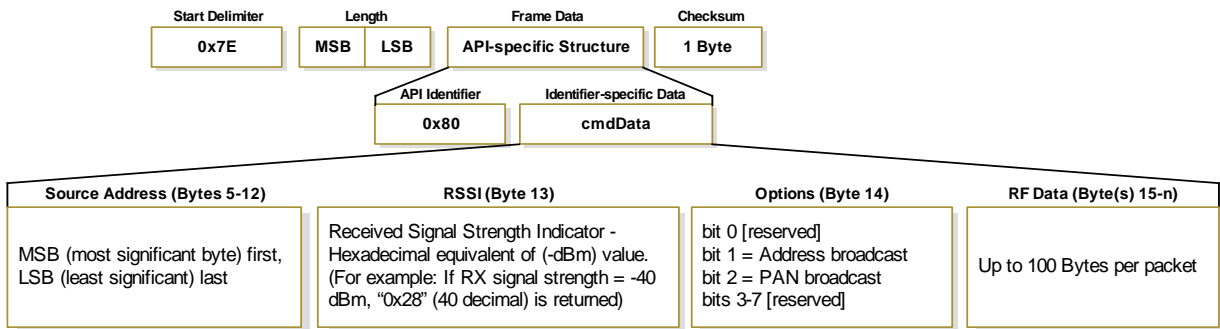 Start Delimiter
Length
Frame Data
Checksum
0x7E
MSB
LSB
API-specific Structure
1 Byte
API Identifier
Identifier-specific Data
0x80
cmdData
Source Address (Bytes 5-12)
MSB (most significant byte) first,
LSB (least significant) last
RSSI (Byte 13)
Received Signal Strength Indicator -
Hexadecimal equivalent of (-dBm) value.
(For example: If RX signal strength = -40
dBm, “0x28” (40 decimal) is returned)
Options (Byte 14)
bit 0 [reserved]
bit 1 = Address broadcast
bit 2 = PAN broadcast
bits 3-7 [reserved]
RF Data (Byte(s) 15-n)
Up to 100 Bytes per packet